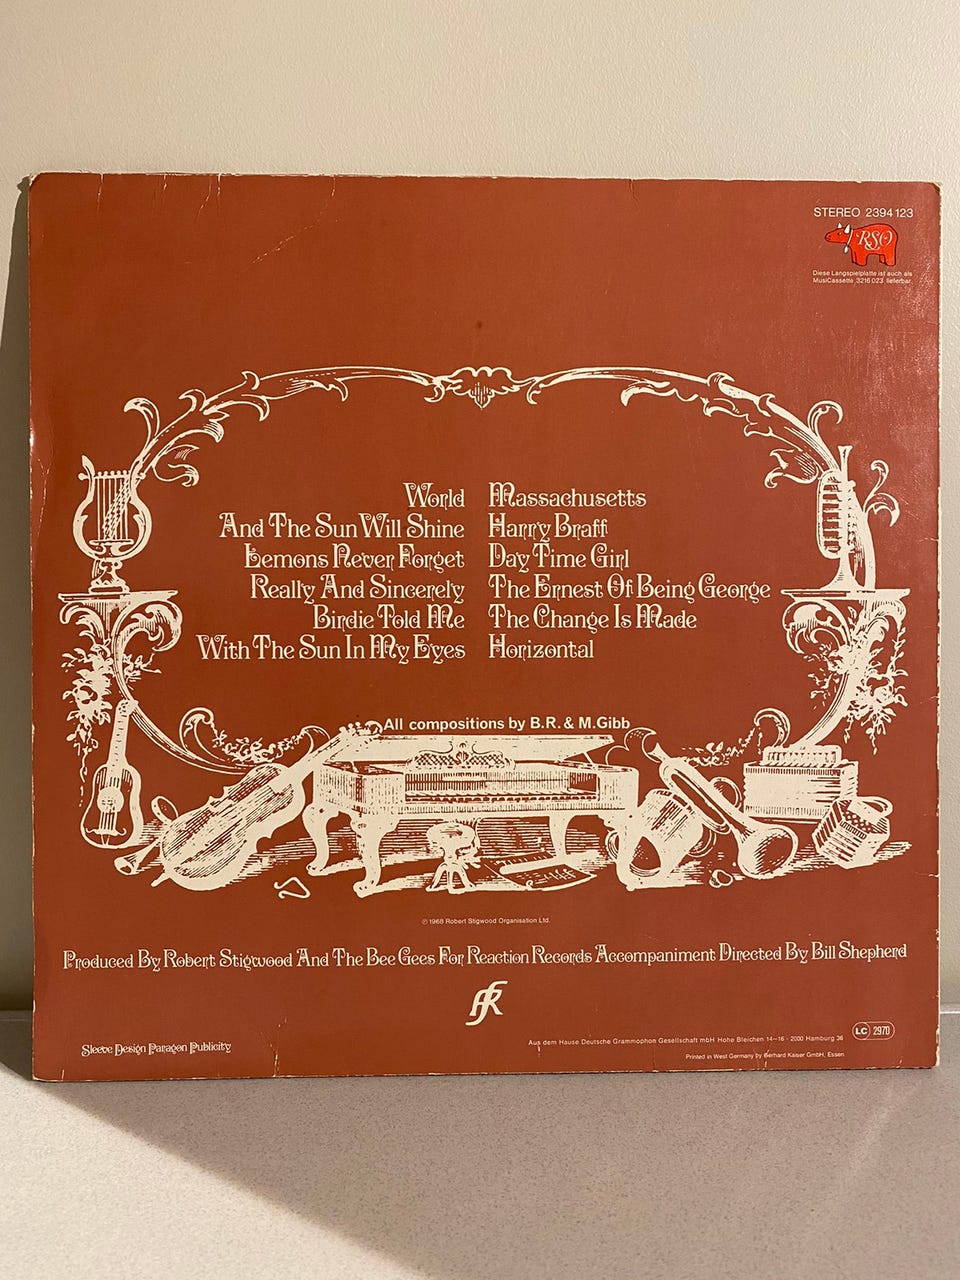 STEREO 2394 123
RSO
Diese Langspielplatte ist auch als
MusiCassette 3216 023 lieferbar.
World
And The Sun Will Shine
Lemons Never Forget
Really And Sincerely
Birdie Told Me
With The Sun In My Eyes
Massachusetts
Harry Braff
Day Time Girl
The Ernest Of Being George
The Change Is Made
Horizontal
All compositions by B.R. & M.Gibb
℗ 1968 Robert Stigwood Organisation Ltd.
Produced By Robert Stigwood And The Bee Gees For Reaction Records Accompaniment Directed By Bill Shepherd
Sleeve Design Paragon Publicity
LC 2970
Aus dem Hause Deutsche Grammophon Gesellschaft mbH Hohe Bleichen 14-16 · 2000 Hamburg 36
Printed in West Germany by Gerhard Kaiser GmbH, Essen